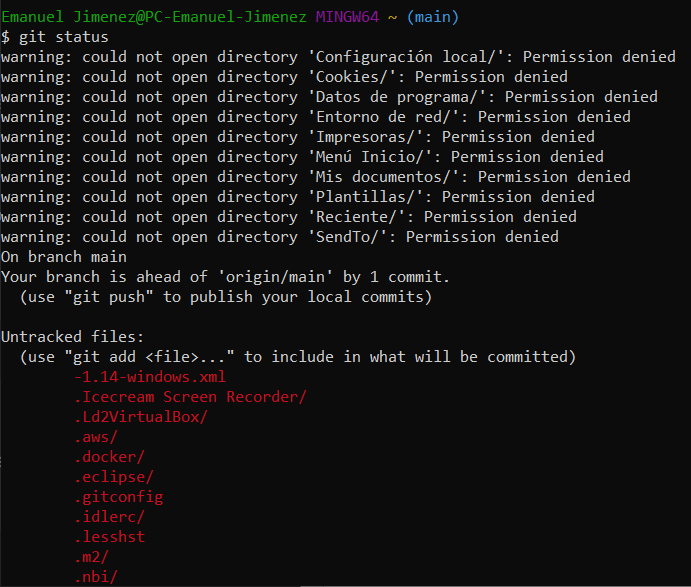 Emanuel Jimenez@PC-Emanuel-Jimenez MINGW64 ~ (main)
$ git status
warning: could not open directory 'Configuración local/': Permission denied
warning: could not open directory 'Cookies/': Permission denied
warning: could not open directory 'Datos de programa/': Permission denied
warning: could not open directory 'Entorno de red/': Permission denied
warning: could not open directory 'Impresoras/': Permission denied
warning: could not open directory 'Menú Inicio/': Permission denied
warning: could not open directory 'Mis documentos/': Permission denied
warning: could not open directory 'Plantillas/': Permission denied
warning: could not open directory 'Reciente/': Permission denied
warning: could not open directory 'SendTo/': Permission denied
On branch main
Your branch is ahead of 'origin/main' by 1 commit.
  (use "git push" to publish your local commits)

Untracked files:
  (use "git add <file>..." to include in what will be committed)
        -1.14-windows.xml
        .Icecream Screen Recorder/
        .Ld2VirtualBox/
        .aws/
        .docker/
        .eclipse/
        .gitconfig
        .idlerc/
        .lesshst
        .m2/
        .nbi/